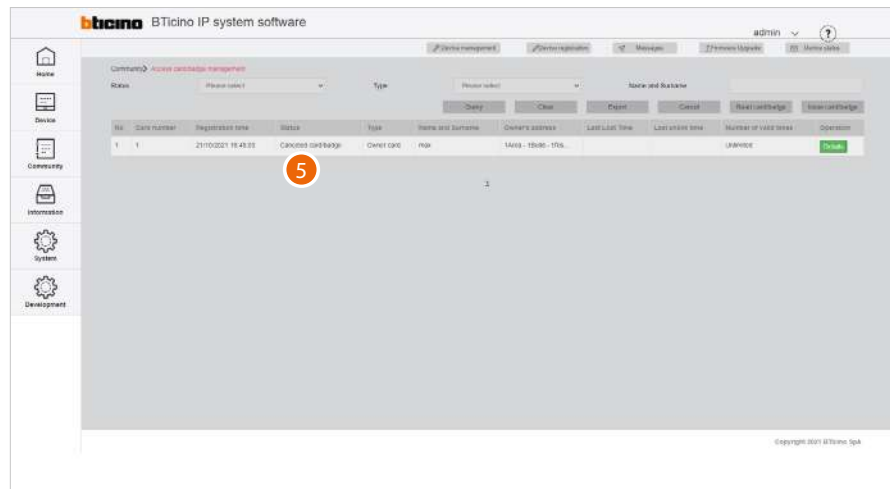 bticino BTicino IP system software
admin
?
Device management Device registration Messages Firmware Upgrade Device status
Home
Community> Access card/badge management
Status Please select Type Please select Name and Surname
Query Clear Export Cancel Read card/badge Issue card/badge
Device
No Card number Registration time Status Type Name and Surname Owner's address Last Lost Time Last unlock time Number of valid times Operation
1 1 21/10/2021 Canceled card/badge Owner card max Unlimited Details
Community
5
1
Information
System
Development
Copyright 2021 BTicino SpA